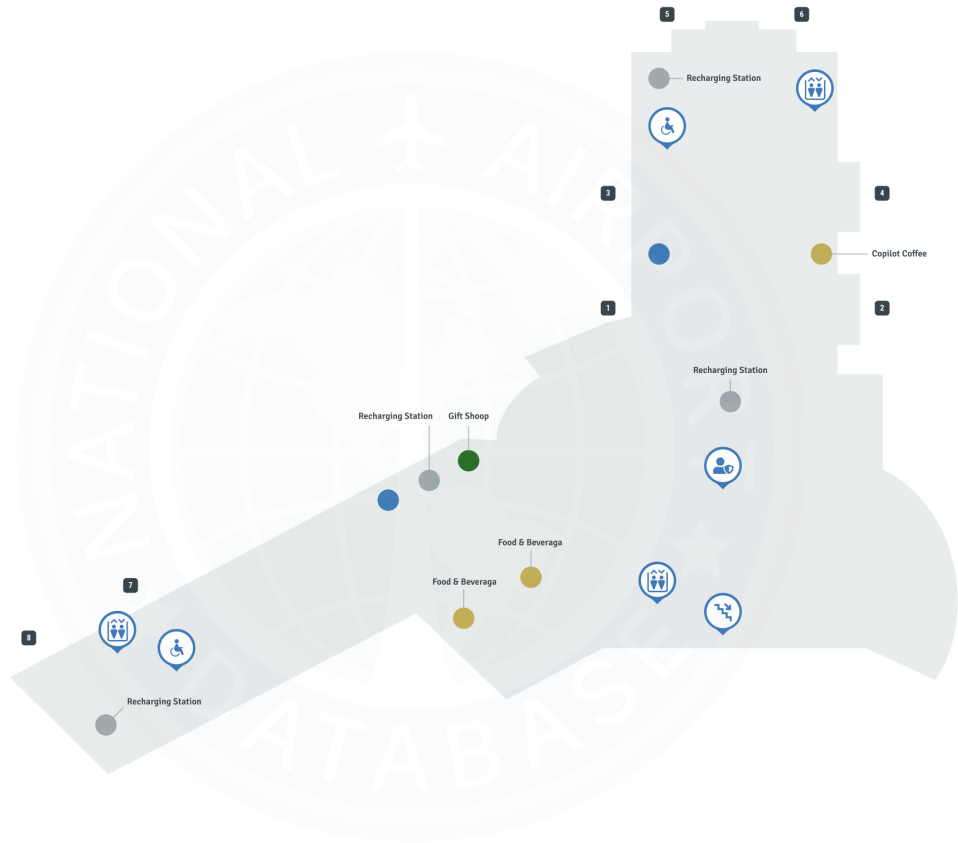 5
6
Recharging Station
3
4
Copilot Coffee
1
2
Recharging Station
Recharging Station
Gift Shoop
Food & Beveraga
7
Food & Beveraga
8
Recharging Station
NATIONAL AIRPORT
DATABASE